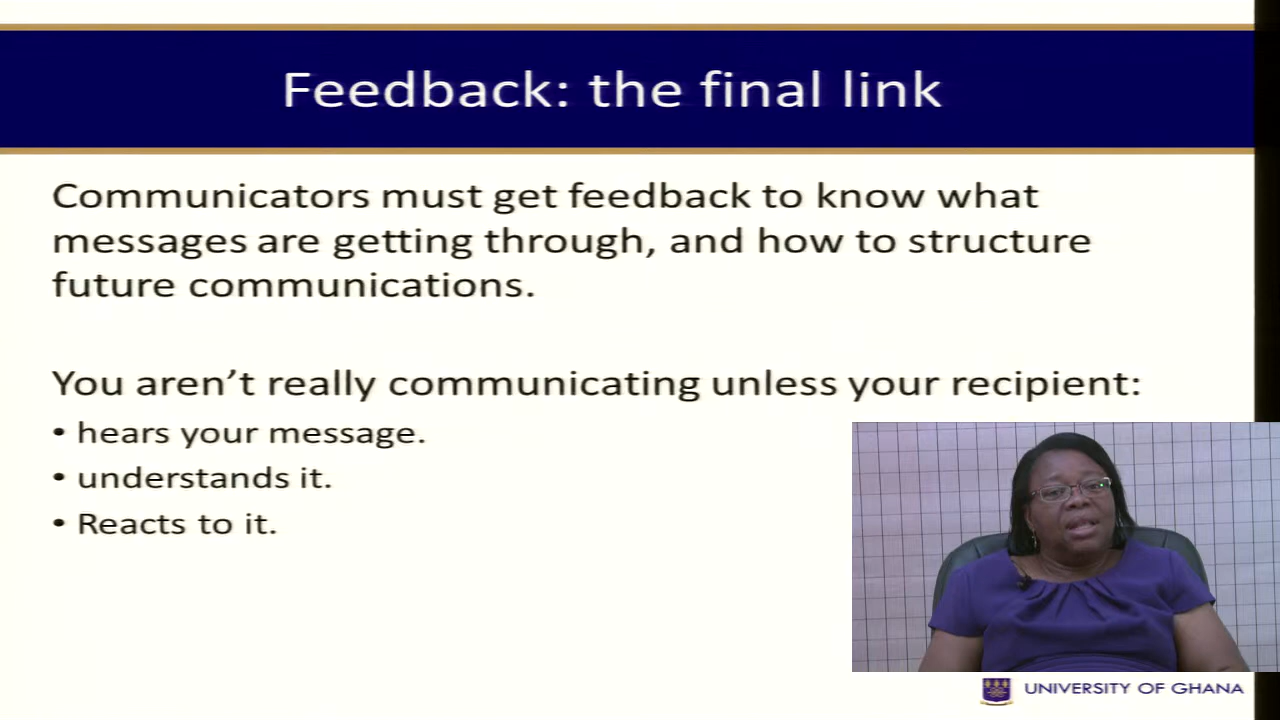 Feedback: the final link
Communicators must get feedback to know what
messages are getting through, and how to structure
future communications.
You aren’t really communicating unless your recipient:
• hears your message.
• understands it.
• Reacts to it.
UNIVERSITY OF GHANA